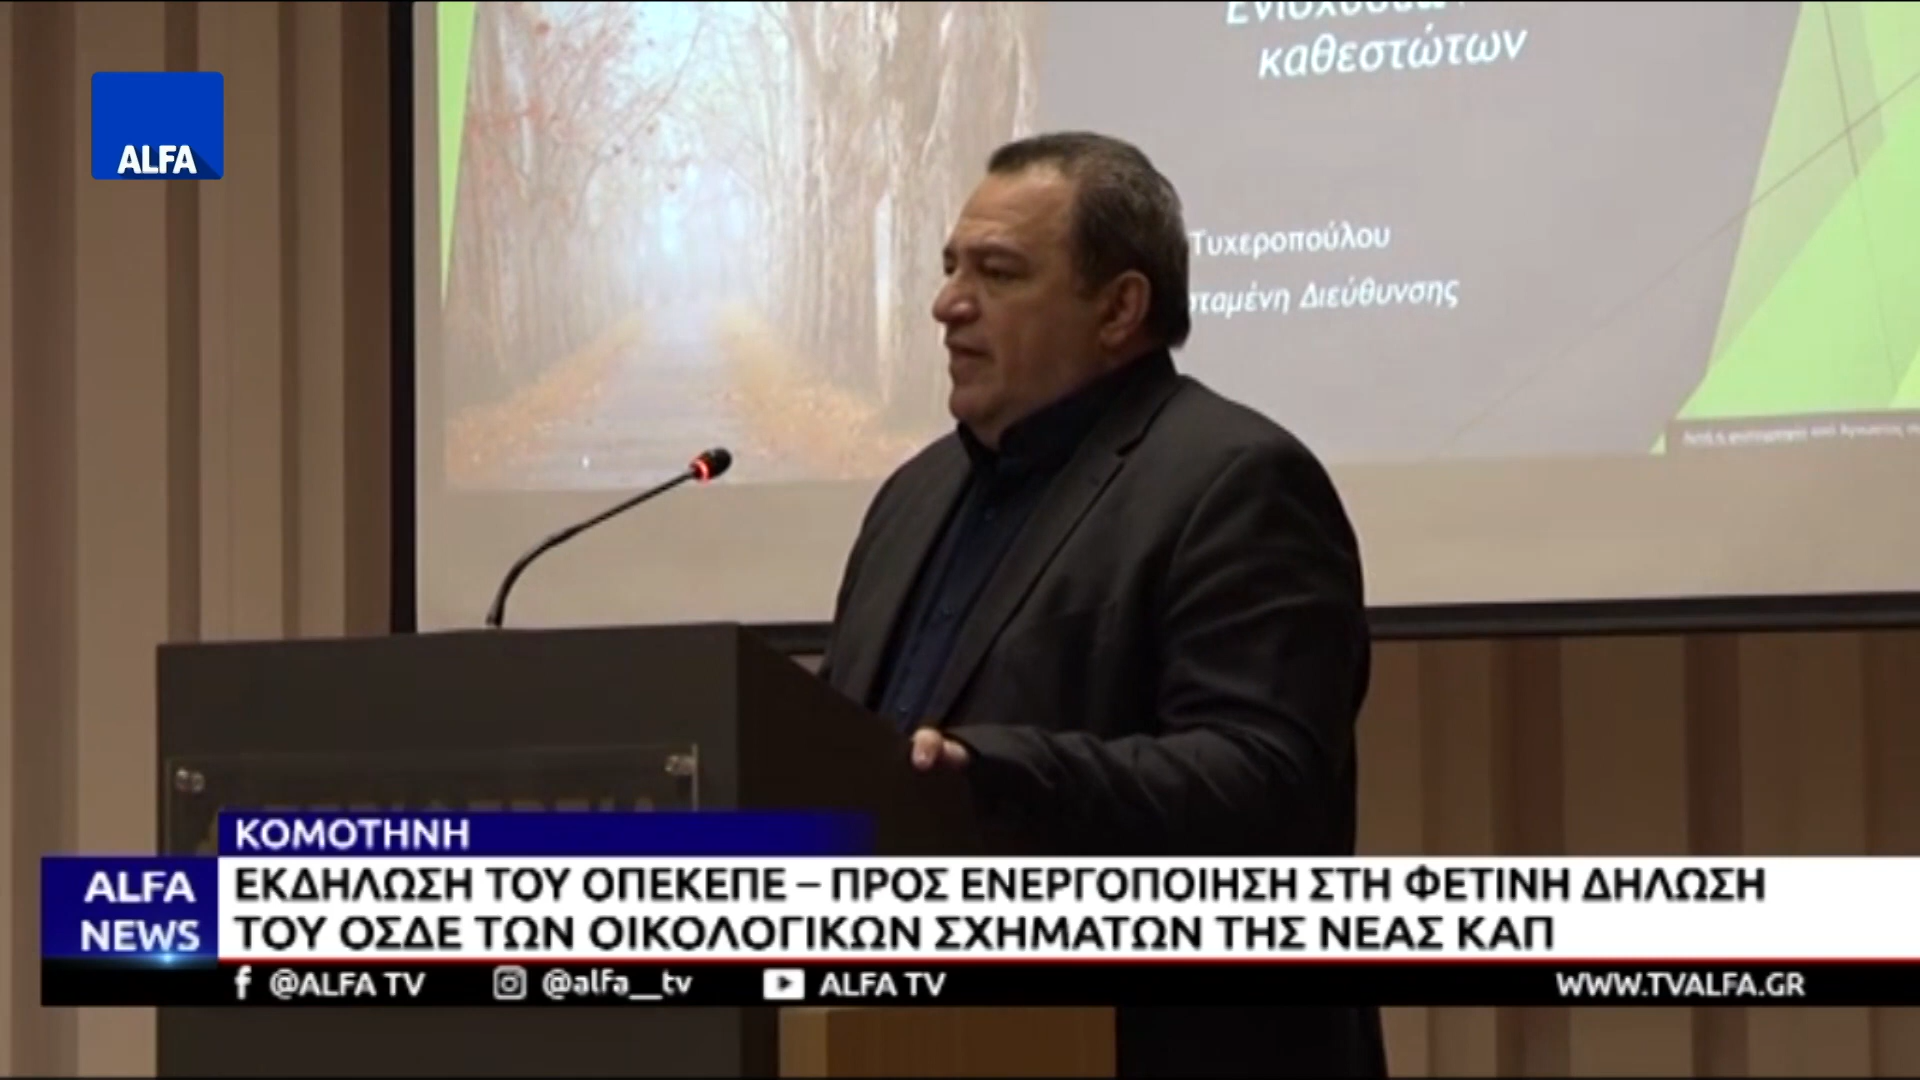 καθεστώτων
ALFA
Τυχεροπούλου
Διεύθυνσης
ΚΟΜΟΤΗΝΗ
ALFA NEWS
ΕΚΔΗΛΩΣΗ ΤΟΥ ΟΠΕΚΕΠΕ – ΠΡΟΣ ΕΝΕΡΓΟΠΟΙΗΣΗ ΣΤΗ ΦΕΤΙΝΗ ΔΗΛΩΣΗ
ΤΟΥ ΟΣΔΕ ΤΩΝ ΟΙΚΟΛΟΓΙΚΩΝ ΣΧΗΜΑΤΩΝ ΤΗΣ ΝΕΑΣ ΚΑΠ
@ALFA TV @alfa__tv ALFA TV WWW.TVALFA.GR